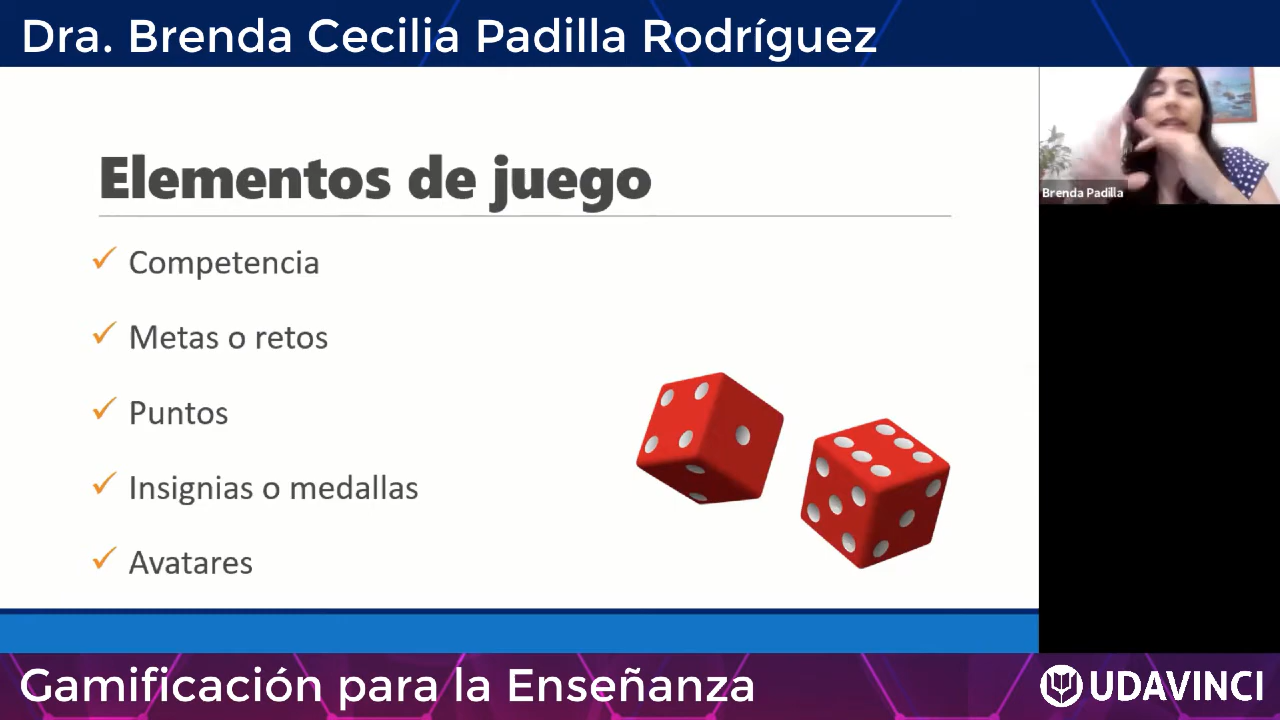 Dra. Brenda Cecilia Padilla Rodríguez
Elementos de juego
Competencia
Metas o retos
Puntos
Insignias o medallas
Avatares
Brenda Padilla
Gamificación para la Enseñanza
UDAVINCI